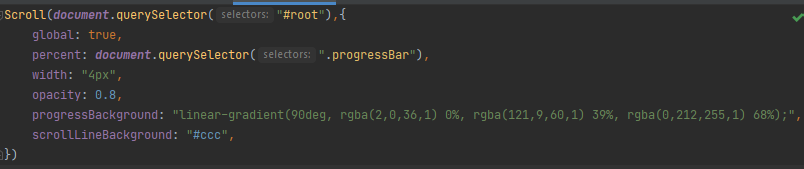 Scroll(document.querySelector( selectors: "#root"),{
    global: true,
    percent: document.querySelector( selectors: ".progressBar"),
    width: "4px",
    opacity: 0.8,
    progressBackground: "linear-gradient(90deg, rgba(2,0,36,1) 0%, rgba(121,9,60,1) 39%, rgba(0,212,255,1) 68%);",
    scrollLineBackground: "#ccc",
})